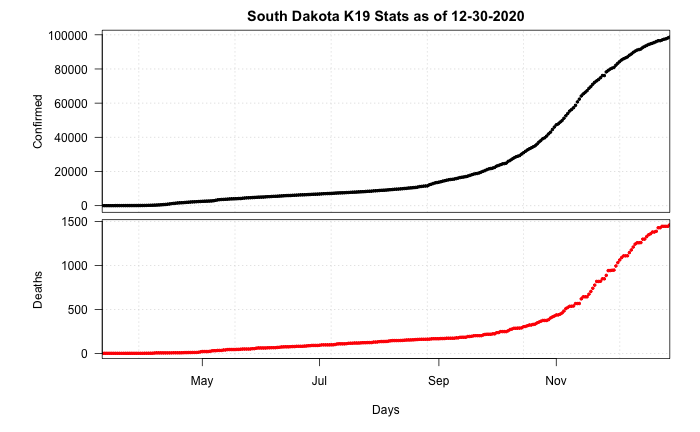 South Dakota K19 Stats as of 12-30-2020
100000
80000
60000
40000
20000
0
Confirmed
1500
1000
500
0
Deaths
May Jul Sep Nov
Days